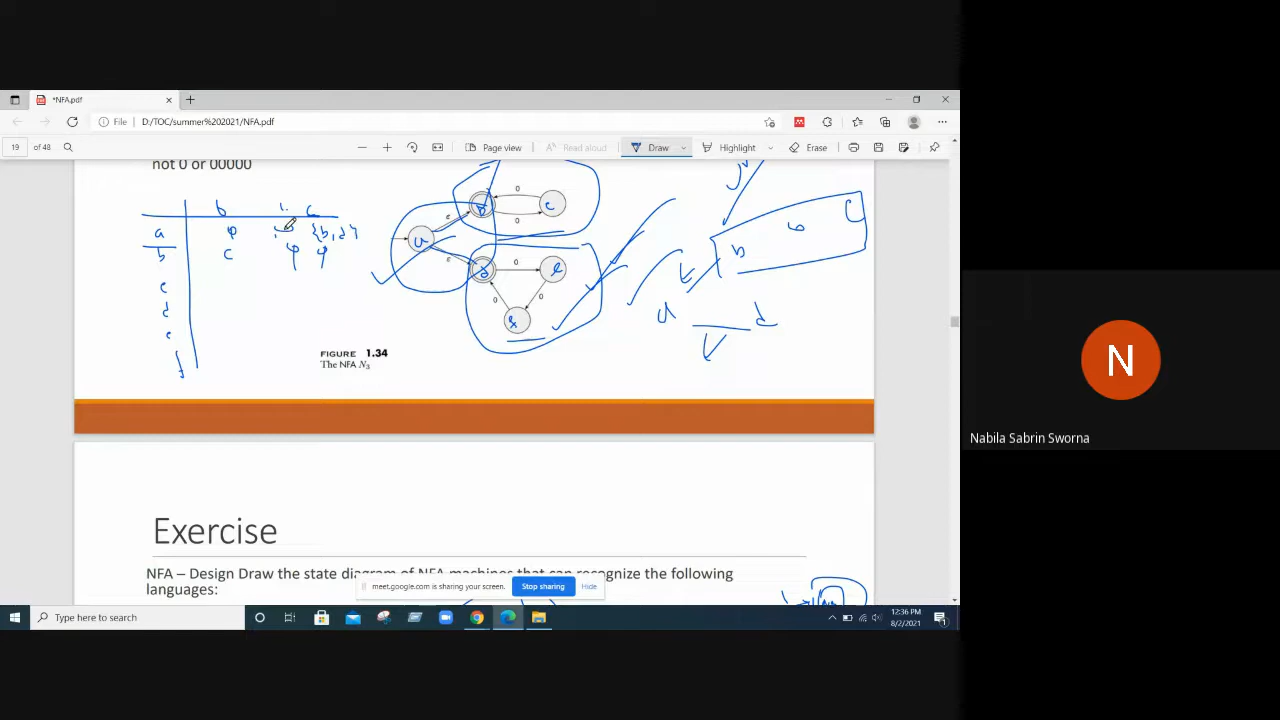 *NFA.pdf
File D:/TOC/summer%202021/NFA.pdf
19 of 48 Page view Read aloud Draw Highlight Erase
not 0 or 00000
a φ {b,d}
b c φ φ
c
d
e
f
a ε ε
b 0 0 c
d 0 e
0 0
b c
ε
d d
FIGURE 1.34
The NFA N3
Exercise
NFA – Design Draw the state diagram of NFA machines that can recognize the following
languages:
meet.google.com is sharing your screen. Stop sharing Hide
Type here to search
12:36 PM
8/2/2021
1
N
Nabila Sabrin Sworna